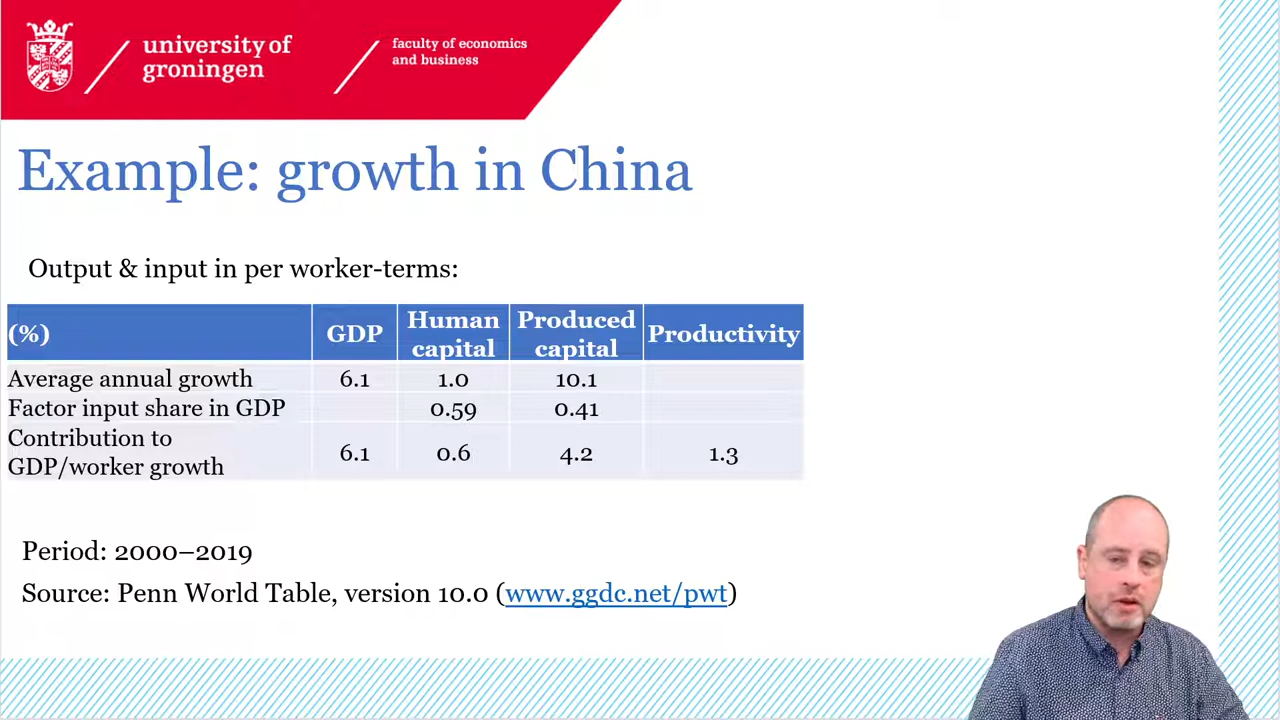 university of
groningen
faculty of economics
and business
Example: growth in China
Output & input in per worker-terms:
(%) GDP Human capital Produced capital Productivity
Average annual growth 6.1 1.0 10.1
Factor input share in GDP 0.59 0.41
Contribution to GDP/worker growth 6.1 0.6 4.2 1.3
Period: 2000–2019
Source: Penn World Table, version 10.0 (www.ggdc.net/pwt)